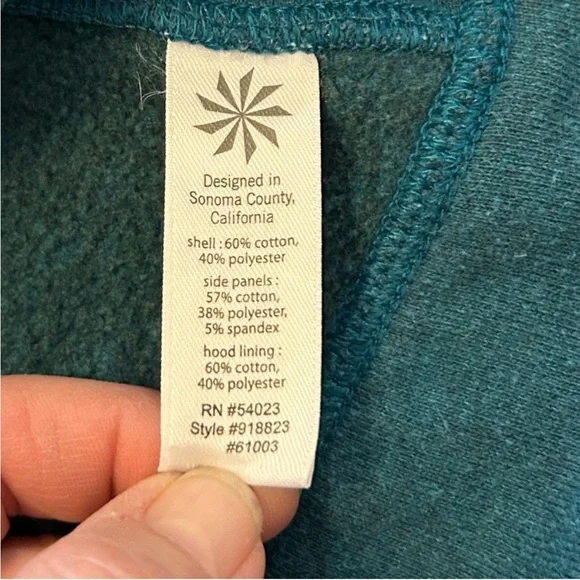 Designed in
Sonoma County,
California
shell : 60% cotton,
40% polyester
side panels :
57% cotton,
38% polyester,
5% spandex
hood lining :
60% cotton,
40% polyester
RN #54023
Style #918823
#61003